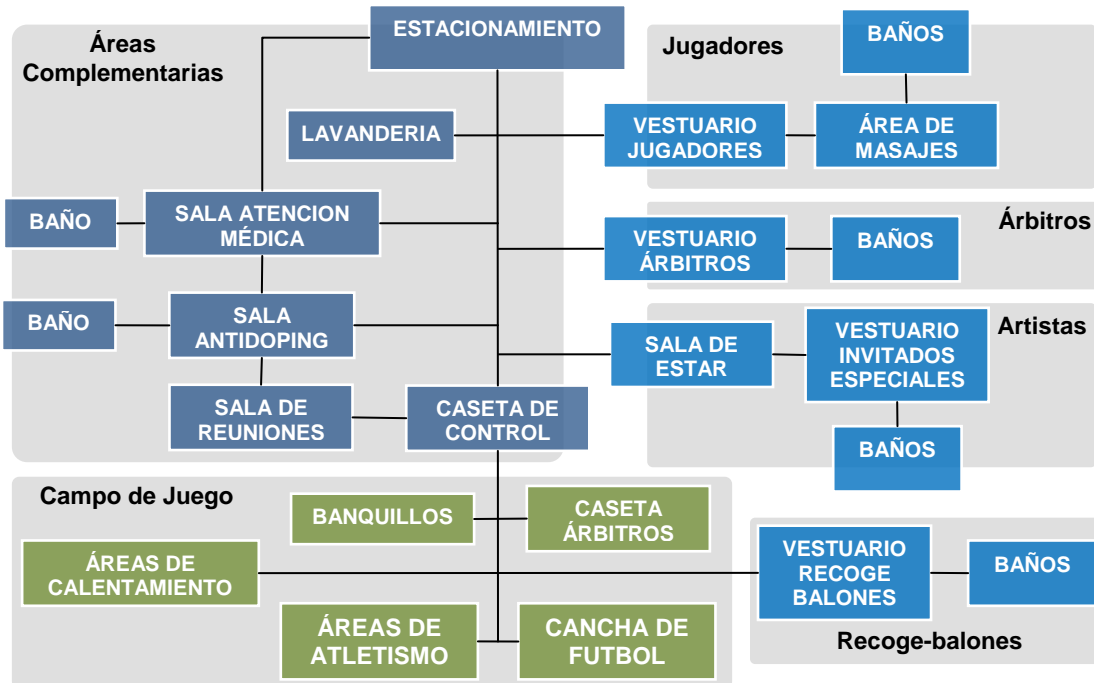 Áreas
Complementarias
ESTACIONAMIENTO
LAVANDERIA
BAÑO
SALA ATENCION
MÉDICA
BAÑO
SALA
ANTIDOPING
SALA DE
REUNIONES
CASETA DE
CONTROL
Jugadores
BAÑOS
VESTUARIO
JUGADORES
ÁREA DE
MASAJES
Árbitros
VESTUARIO
ÁRBITROS
BAÑOS
Artistas
SALA DE
ESTAR
VESTUARIO
INVITADOS
ESPECIALES
BAÑOS
Campo de Juego
BANQUILLOS
CASETA
ÁRBITROS
ÁREAS DE
CALENTAMIENTO
ÁREAS DE
ATLETISMO
CANCHA DE
FUTBOL
VESTUARIO
RECOGE
BALONES
BAÑOS
Recoge-balones